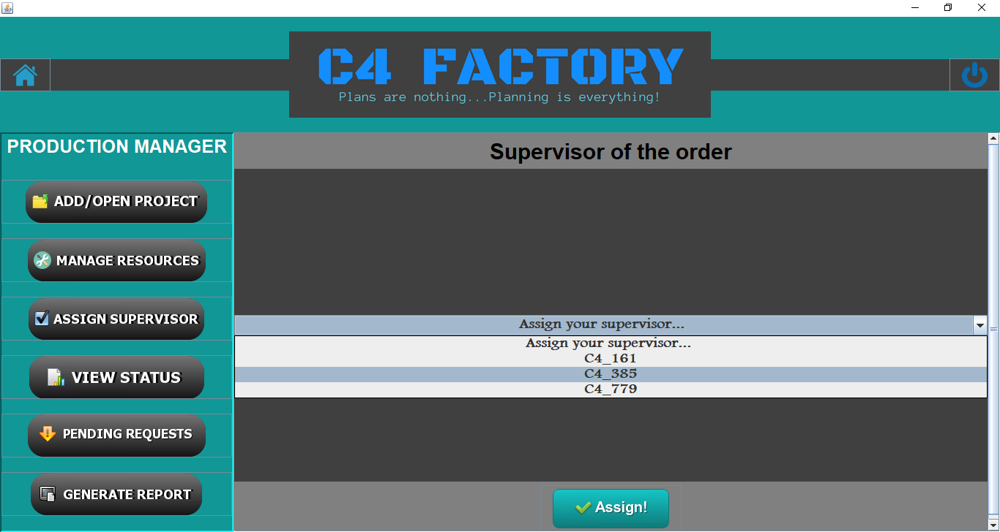 C4 FACTORY
Plans are nothing...Planning is everything!
PRODUCTION MANAGER
ADD/OPEN PROJECT
MANAGE RESOURCES
ASSIGN SUPERVISOR
VIEW STATUS
PENDING REQUESTS
GENERATE REPORT
Supervisor of the order
Assign your supervisor...
Assign your supervisor...
C4_161
C4_385
C4_779
Assign!